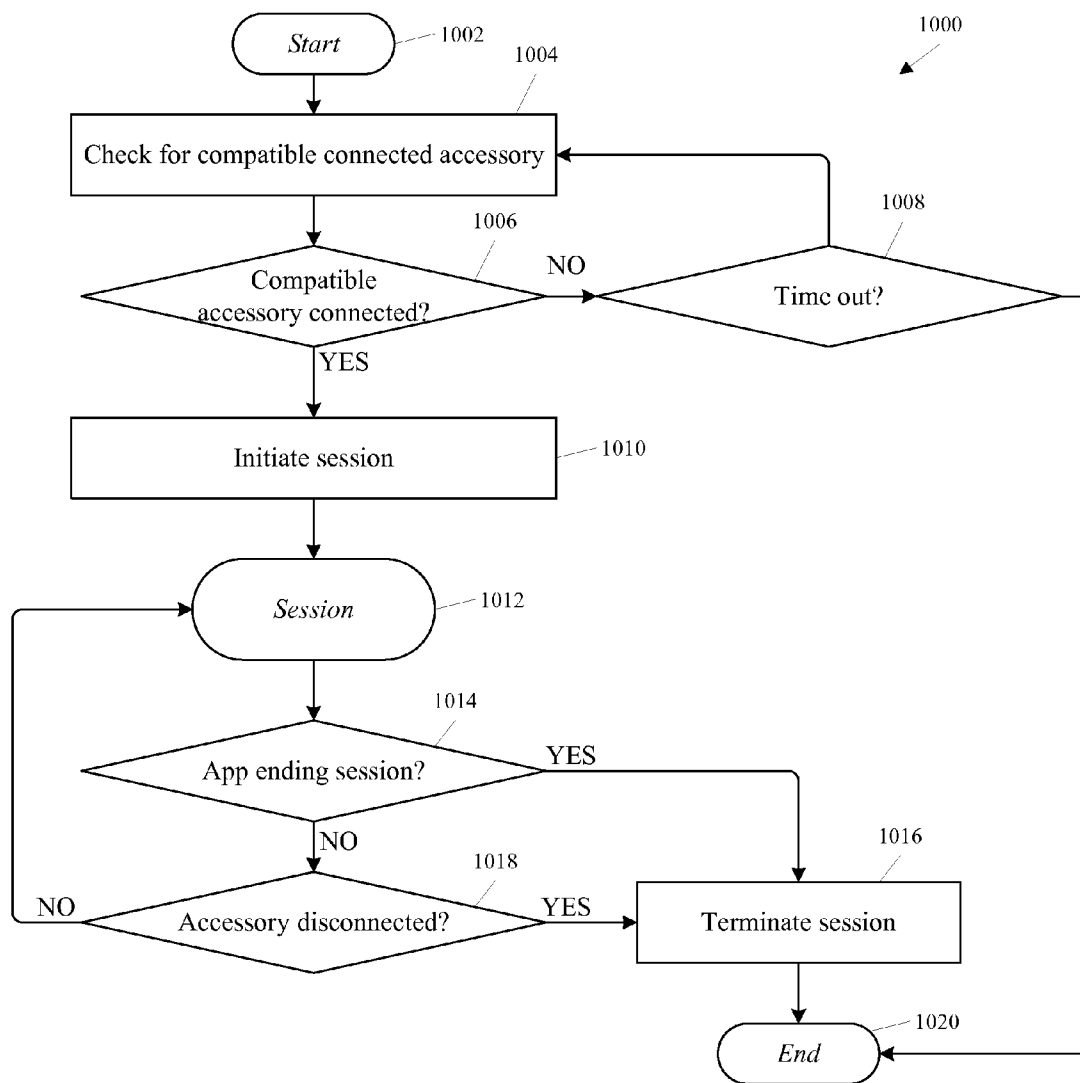 Start
1002
1000
1004
Check for compatible connected accessory
1006
1008
Compatible
accessory connected?
NO
Time out?
YES
Initiate session
1010
Session
1012
1014
App ending session?
YES
NO
1018
1016
NO
Accessory disconnected?
YES
Terminate session
1020
End